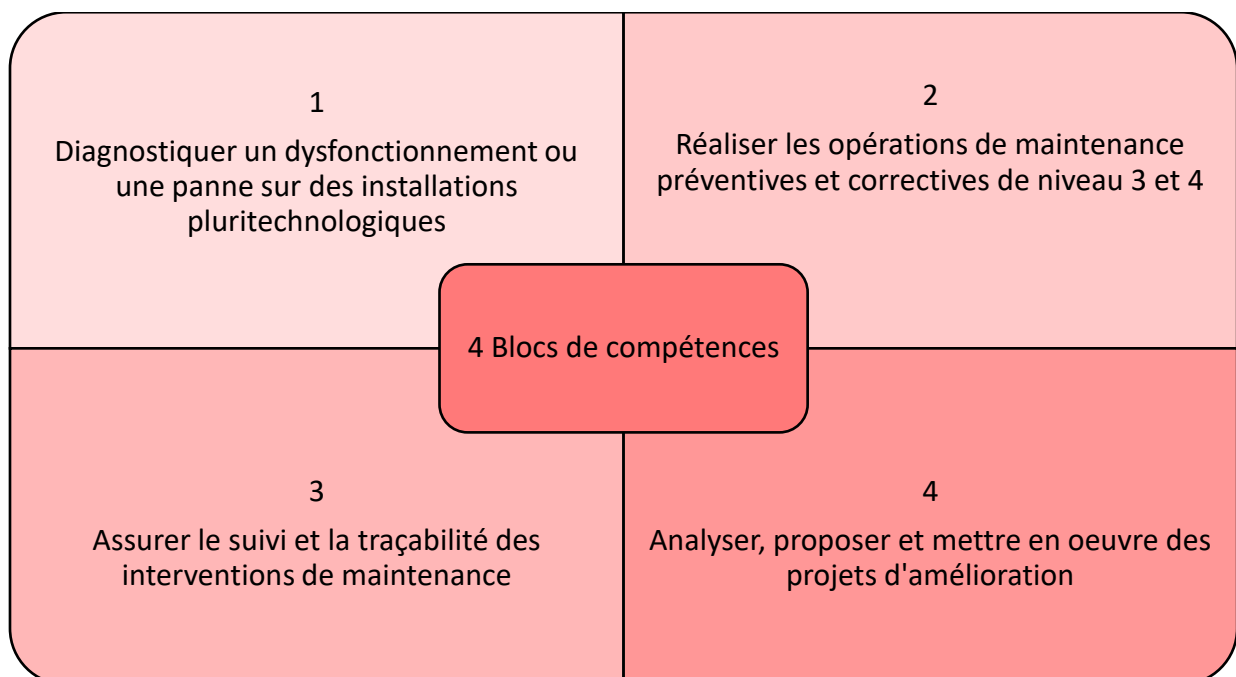 1
Diagnostiquer un dysfonctionnement ou
une panne sur des installations
pluritechnologiques
2
Réaliser les opérations de maintenance
préventives et correctives de niveau 3 et 4
4 Blocs de compétences
3
Assurer le suivi et la traçabilité des
interventions de maintenance
4
Analyser, proposer et mettre en oeuvre des
projets d'amélioration